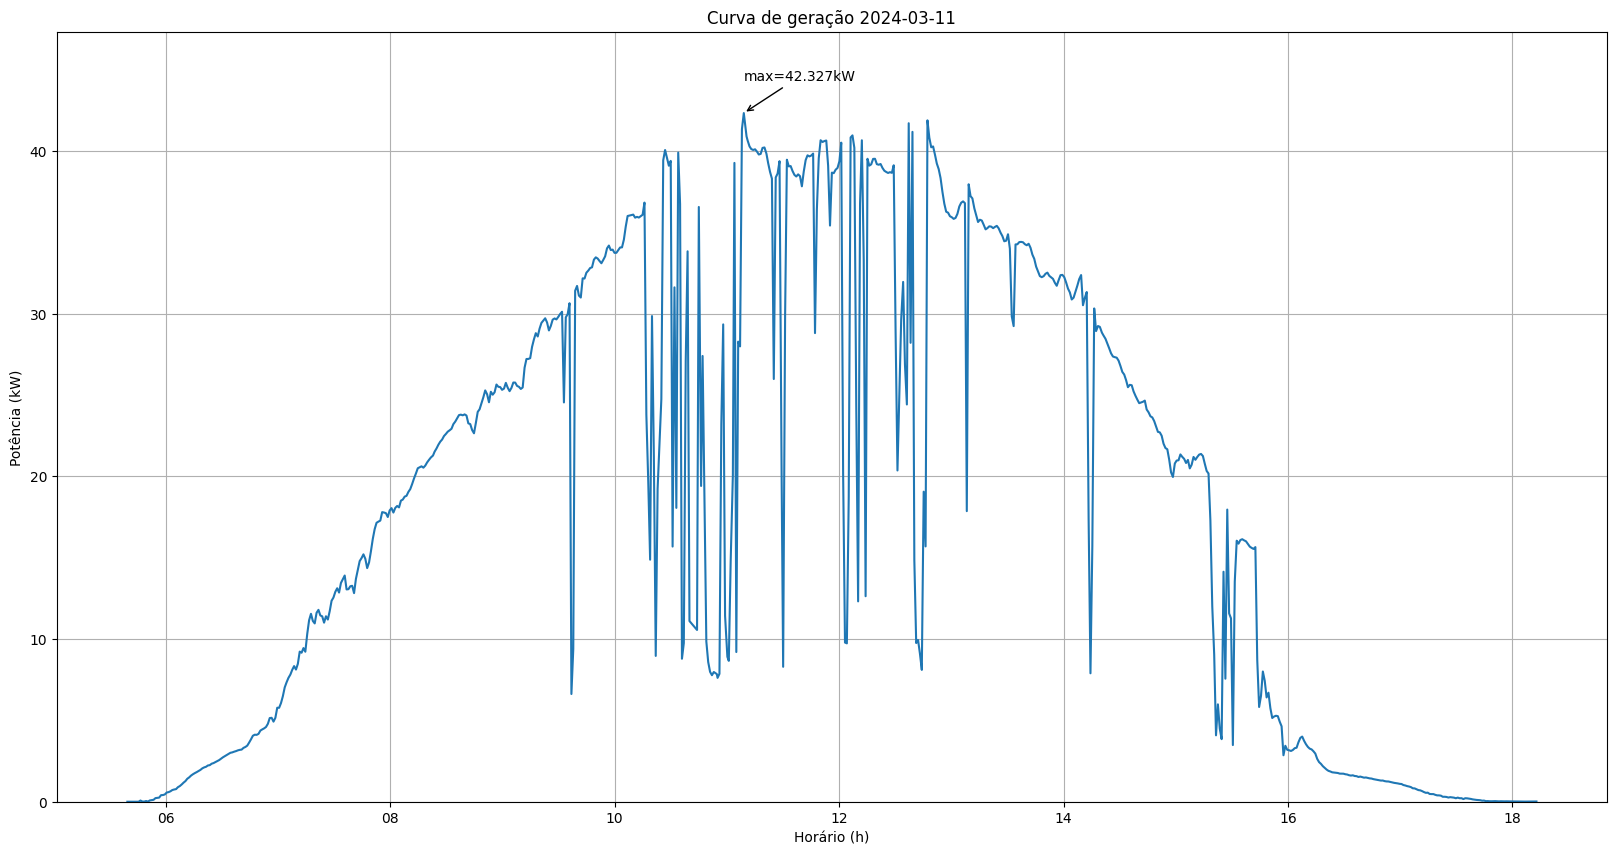 Curva de geração 2024-03-11
max=42.327kW
40
30
20
10
0
Potência (kW)
06 08 10 12 14 16 18
Horário (h)